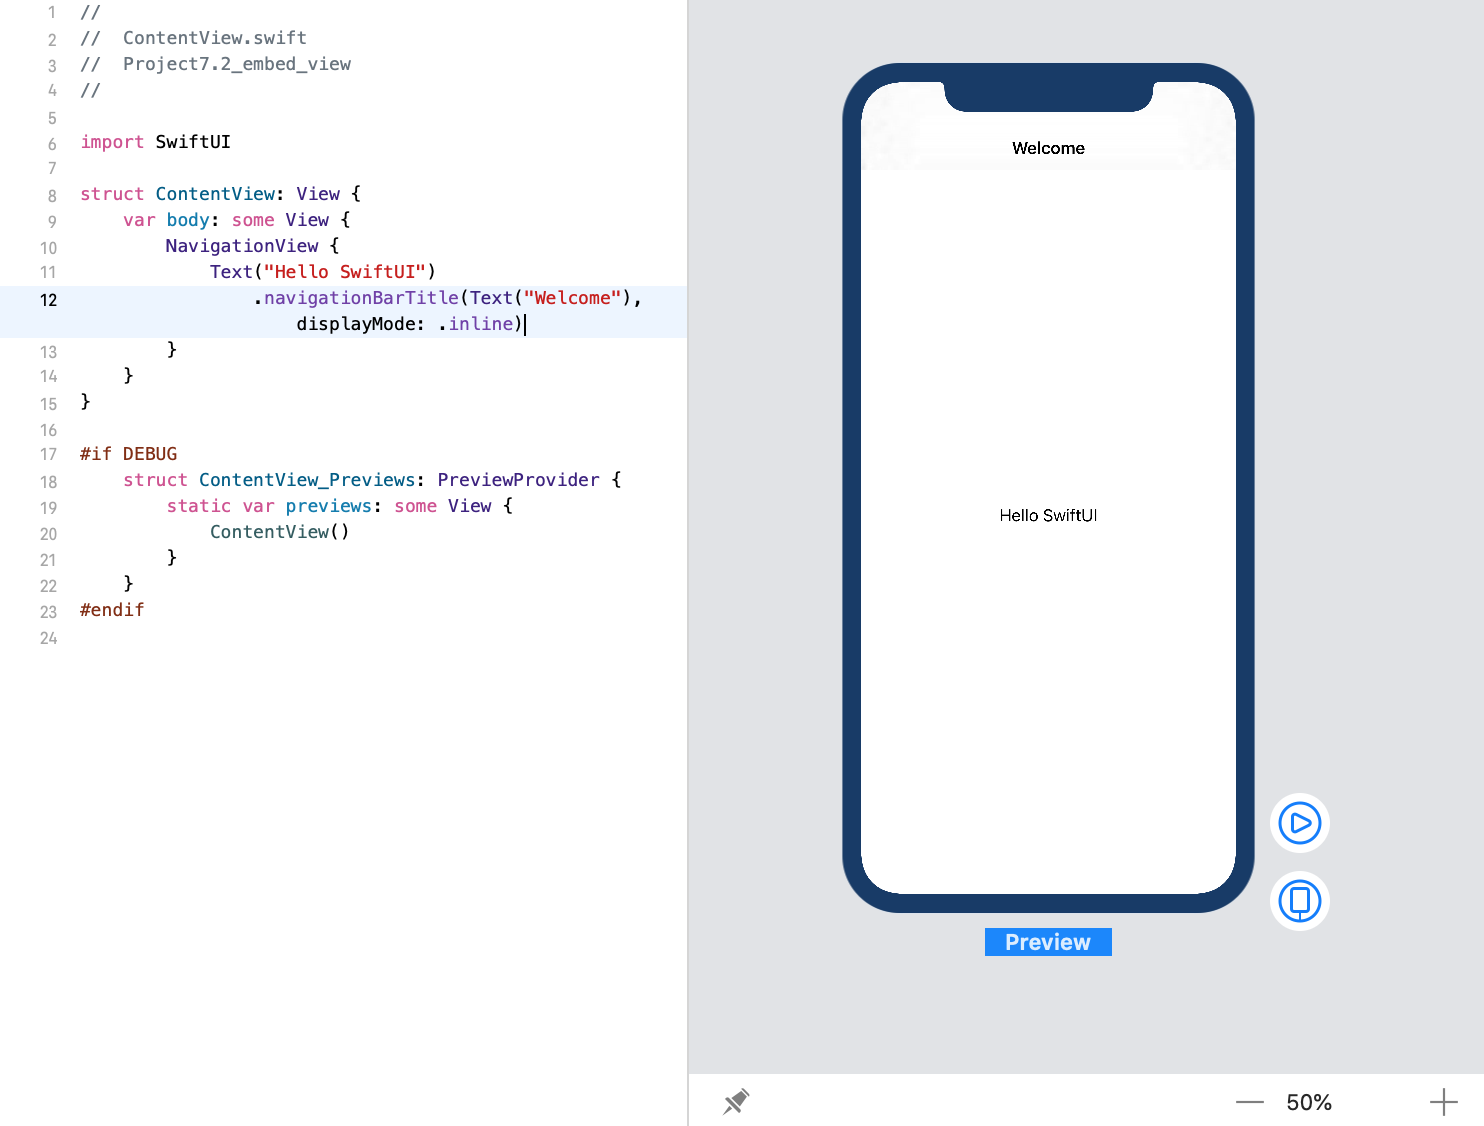 1 //
2 //  ContentView.swift
3 //  Project7.2_embed_view
4 //
5
6 import SwiftUI
7
8 struct ContentView: View {
9     var body: some View {
10         NavigationView {
11             Text("Hello SwiftUI")
12                 .navigationBarTitle(Text("Welcome"),
                    displayMode: .inline)
13         }
14     }
15 }
16
17 #if DEBUG
18     struct ContentView_Previews: PreviewProvider {
19         static var previews: some View {
20             ContentView()
21         }
22     }
23 #endif
24
Welcome
Hello SwiftUI
Preview
50%